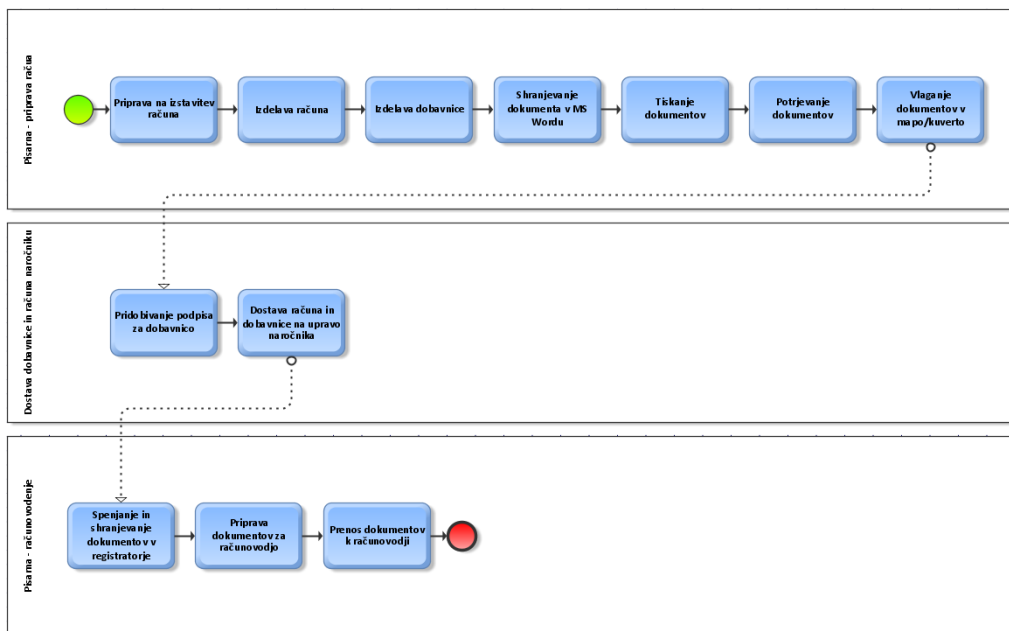 Pisarna - priprava račua
Priprava na izstavitev
računa
Izdelava računa
Izdelava dobavnice
Shranjevanje
dokumenta v MS
Wordu
Tiskanje
dokumentov
Potrjevanje
dokumentov
Vlaganje
dokumentov v
mapo/kuverto
Dostava dobavnice in računa naročniku
Pridobivanje podpisa
za dobavnico
Dostava računa in
dobavnice na upravo
naročnika
Pisarna - računovodenje
Spenjanje in
shranjevanje
dokumentov v
registratorje
Priprava
dokumentov za
računovodjo
Prenos dokumentov
k računovodji